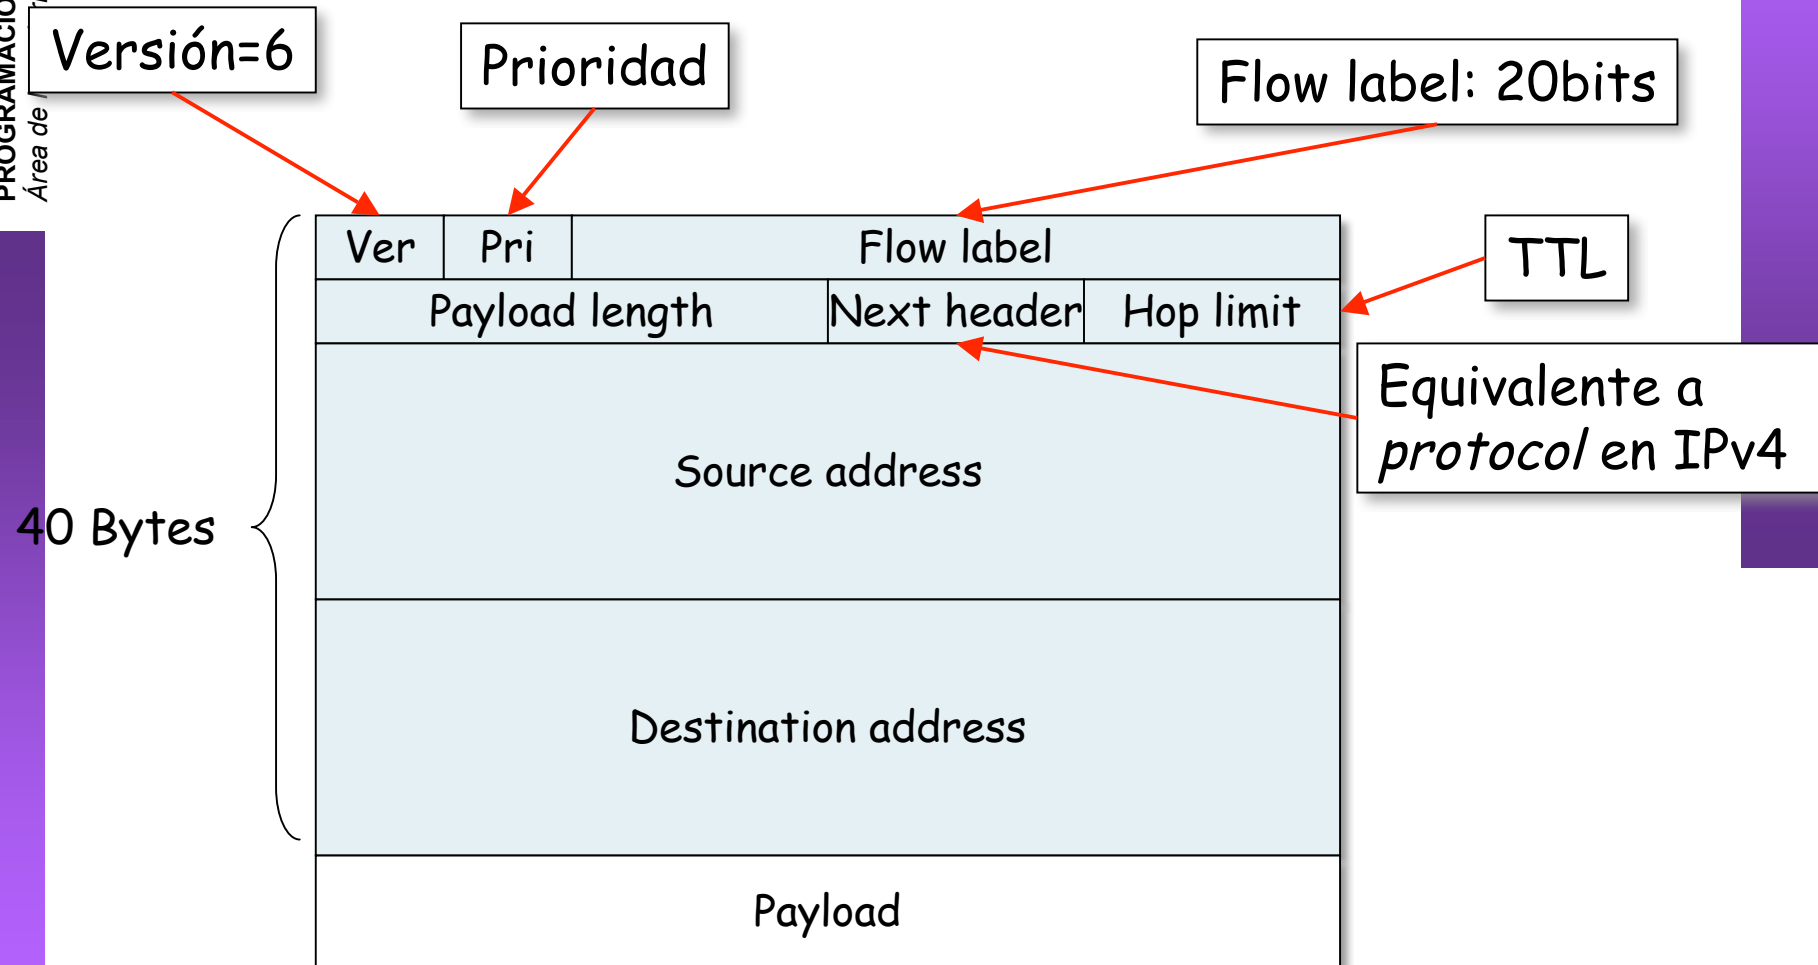 PROGRAMACIÓ
Área de
Versión=6
Prioridad
Flow label: 20bits
Ver
Pri
Flow label
TTL
Payload length
Next header
Hop limit
Equivalente a
protocol en IPv4
Source address
40 Bytes
Destination address
Payload